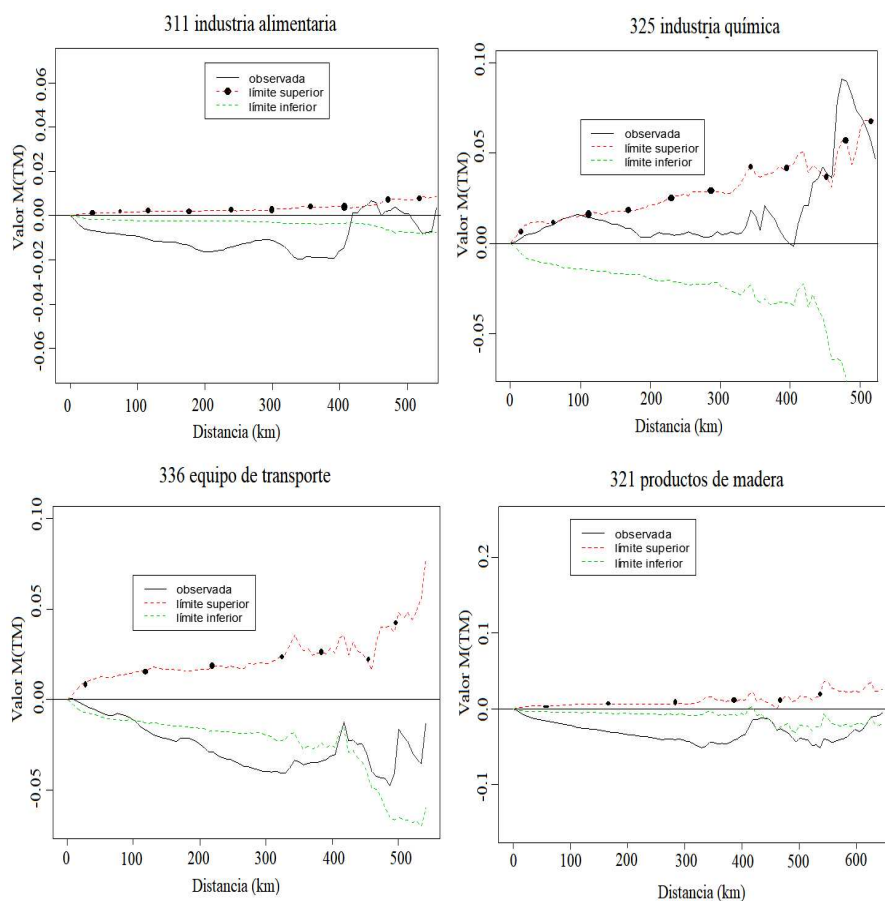 311 industria alimentaria
Valor M(TM)
0.06
0.02
0.00
-0.02
-0.04
-0.06
observada
límite superior
límite inferior
0 100 200 300 400 500
Distancia (km)
325 industria química
Valor M(TM)
0.10
0.05
0.00
-0.05
observada
límite superior
límite inferior
0 100 200 300 400 500
Distancia (km)
336 equipo de transporte
Valor M(TM)
0.10
0.05
0.00
-0.05
observada
límite superior
límite inferior
0 100 200 300 400 500
Distancia (km)
321 productos de madera
Valor M(TM)
0.2
0.1
0.0
-0.1
observada
límite superior
límite inferior
0 100 200 300 400 500 600
Distancia (km)